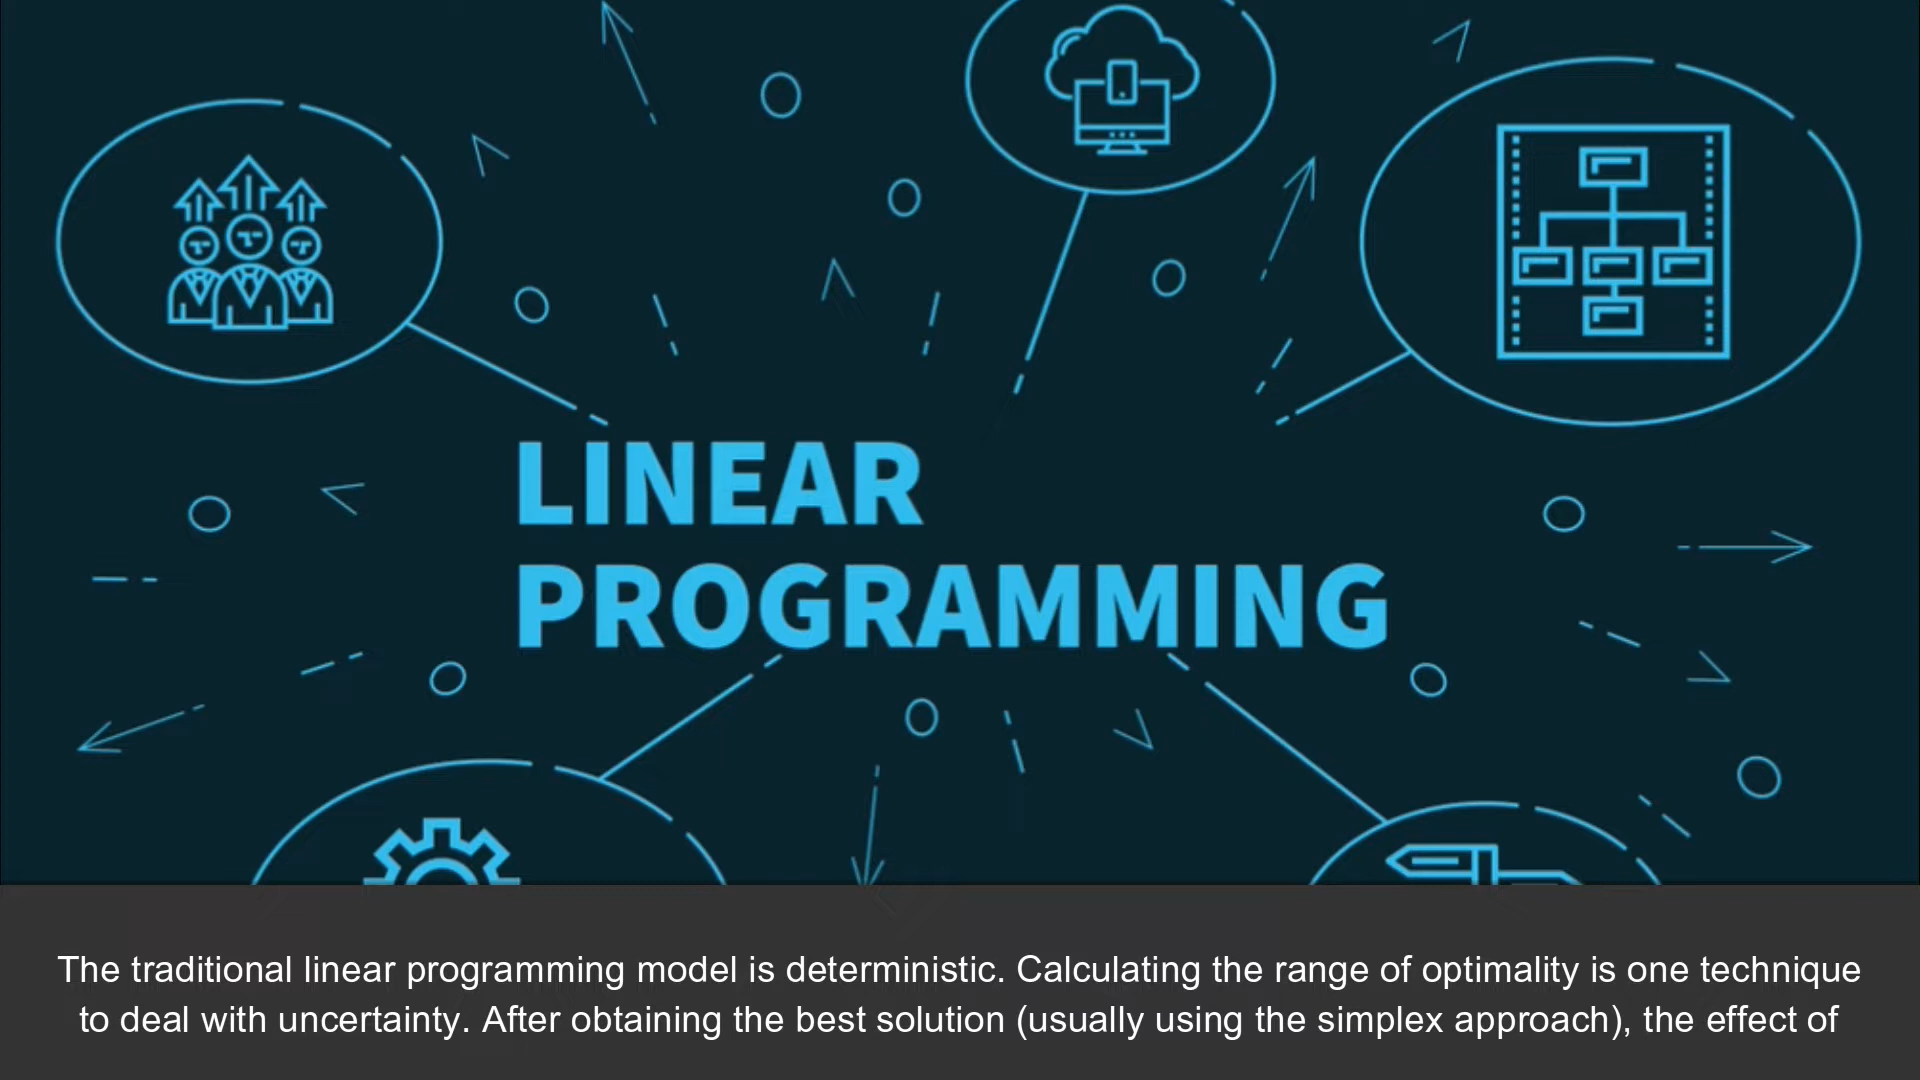 LINEAR
PROGRAMMING
The traditional linear programming model is deterministic. Calculating the range of optimality is one technique
to deal with uncertainty. After obtaining the best solution (usually using the simplex approach), the effect of